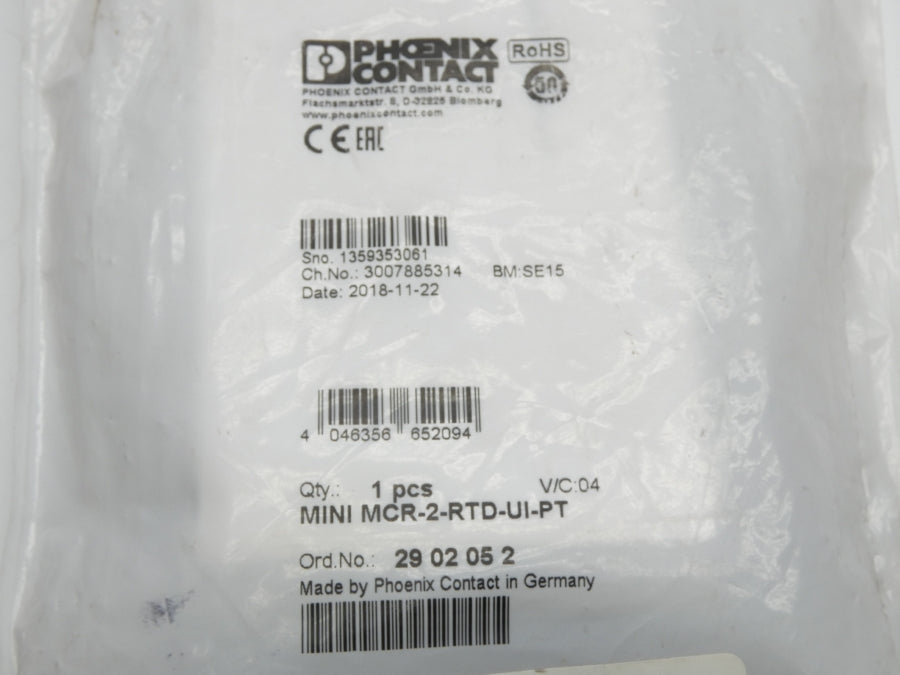 PHOENIX
CONTACT
RoHS
50
PHOENIX CONTACT GmbH & Co. KG
Flachsmarktstr. 8, D-32825 Blomberg
www.phoenixcontact.com
CE EAC
Sno. 1359353061
Ch.No.: 3007885314 BM:SE15
Date: 2018-11-22
4 046356 652094
Qty.: 1 pcs V/C:04
MINI MCR-2-RTD-UI-PT
Ord.No.: 29 02 05 2
Made by Phoenix Contact in Germany